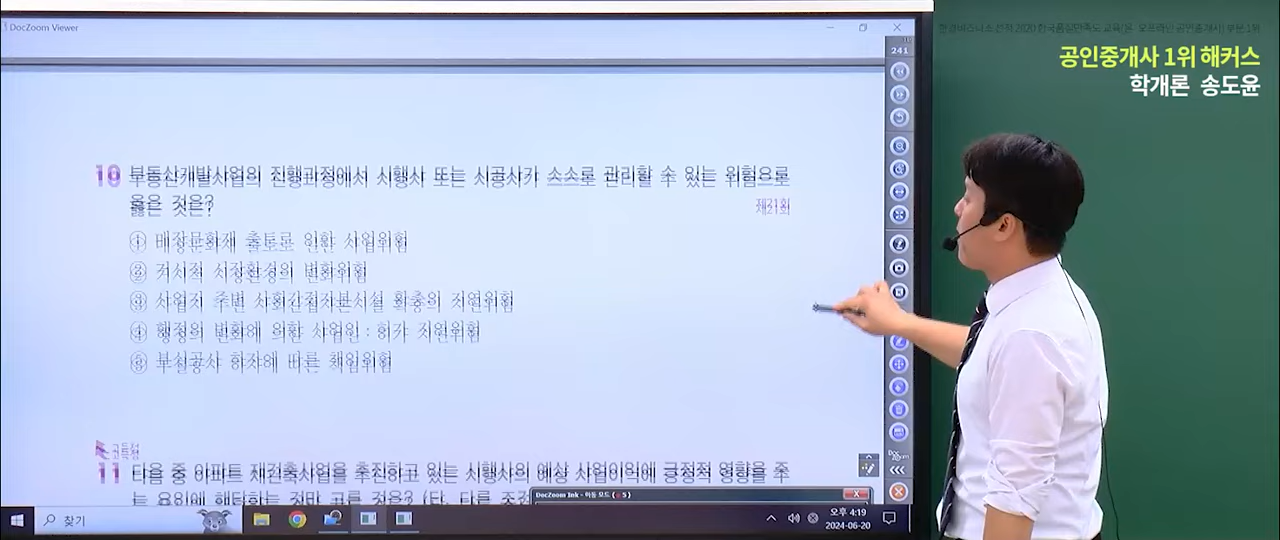 DocZoom Viewer
241
공인중개사 1위 해커스
학개론 송도윤
10 부동산개발사업의 진행과정에서 시행사 또는 시공사가 스스로 관리할 수 있는 위험으로
옳은 것은?
제21회
① 매장문화재 출토로 인한 사업위험
② 거시적 시장환경의 변화위험
③ 사업지 주변 사회간접자본시설 확충의 지연위험
④ 행정의 변화에 의한 사업인·허가 지연위험
⑤ 부실공사 하자에 따른 책임위험
고득점
11 다음 중 아파트 재건축사업을 추진하고 있는 시행사의 예상 사업이익에 긍정적 영향을 주
는 요인에 해당하는 것만 고른 것은? (단, 다른 조건
DocZoom Ink - 이동 모드 ( 5 )
찾기
오후 4:19
2024-06-20